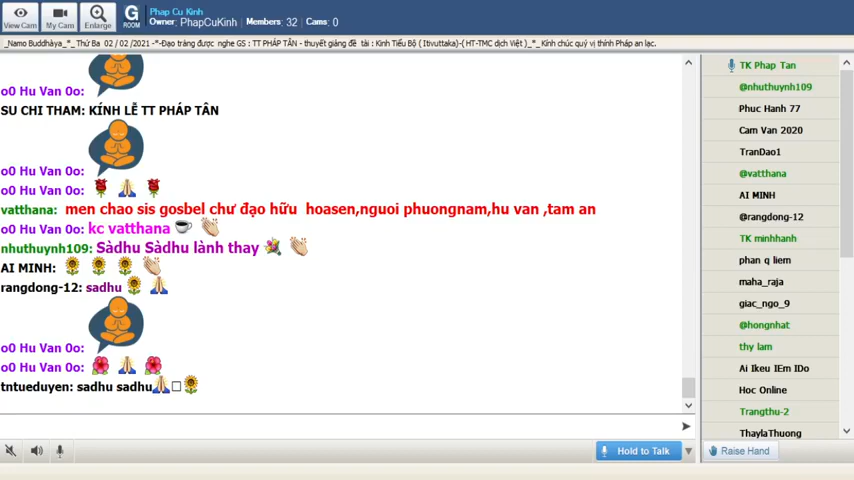 Phap Cu Kinh
Owner: PhapCuKinh , Members: 32 , Cams: 0
View Cam
My Cam
Enlarge
G
ROOM
_Namo Buddhàya_*_ Thứ Ba 02 / 02 /2021 -*-Đạo tràng được nghe GS : TT PHÁP TÂN - thuyết giảng đề tài : Kinh Tiểu Bộ ( Itivuttaka)-( HT-TMC dịch Việt )_*_ Kính chúc quý vị thính Pháp an lạc.
o0 Hu Van 0o:
SU CHI THAM: KÍNH LỄ TT PHÁP TÂN
o0 Hu Van 0o:
o0 Hu Van 0o: 🌹 🙏 🌹
vatthana: men chao sis gosbel chư đạo hữu hoasen,nguoi phuongnam,hu van ,tam an
o0 Hu Van 0o: kc vatthana ☕ 👏
nhuthuynh109: Sàdhu Sàdhu lành thay 💐 👏
AI MINH: 🌻 🌻 🌻 👏
rangdong-12: sadhu 🌻 🙏
o0 Hu Van 0o:
o0 Hu Van 0o: 🌺 🙏 🌺
tntueduyen: sadhu sadhu🙏□🌻
TK Phap Tan
@nhuthuynh109
Phuc Hanh 77
Cam Van 2020
TranDao1
@vatthana
AI MINH
@rangdong-12
TK minhhanh
phan q liem
maha_raja
giac_ngo_9
@hongnhat
thy lam
Ai Ikeu IEm IDo
Hoc Online
Trangthu-2
ThaylaThuong
Hold to Talk
Raise Hand